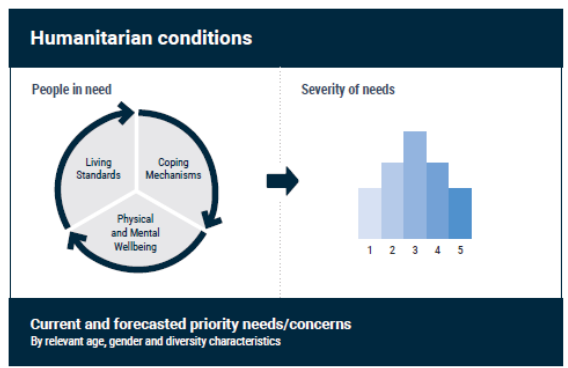 Humanitarian conditions
People in need
Severity of needs
Living
Standards
Coping
Mechanisms
Physical
and Mental
Wellbeing
1 2 3 4 5
Current and forecasted priority needs/concerns
By relevant age, gender and diversity characteristics